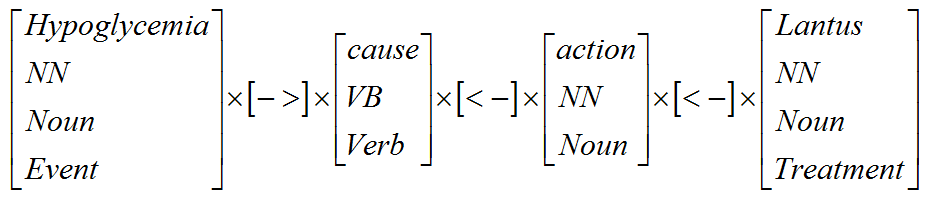 [Hypoglycemia NN Noun Event] × [− >] × [cause VB Verb] × [< −] × [action NN Noun] × [< −] × [Lantus NN Noun Treatment]